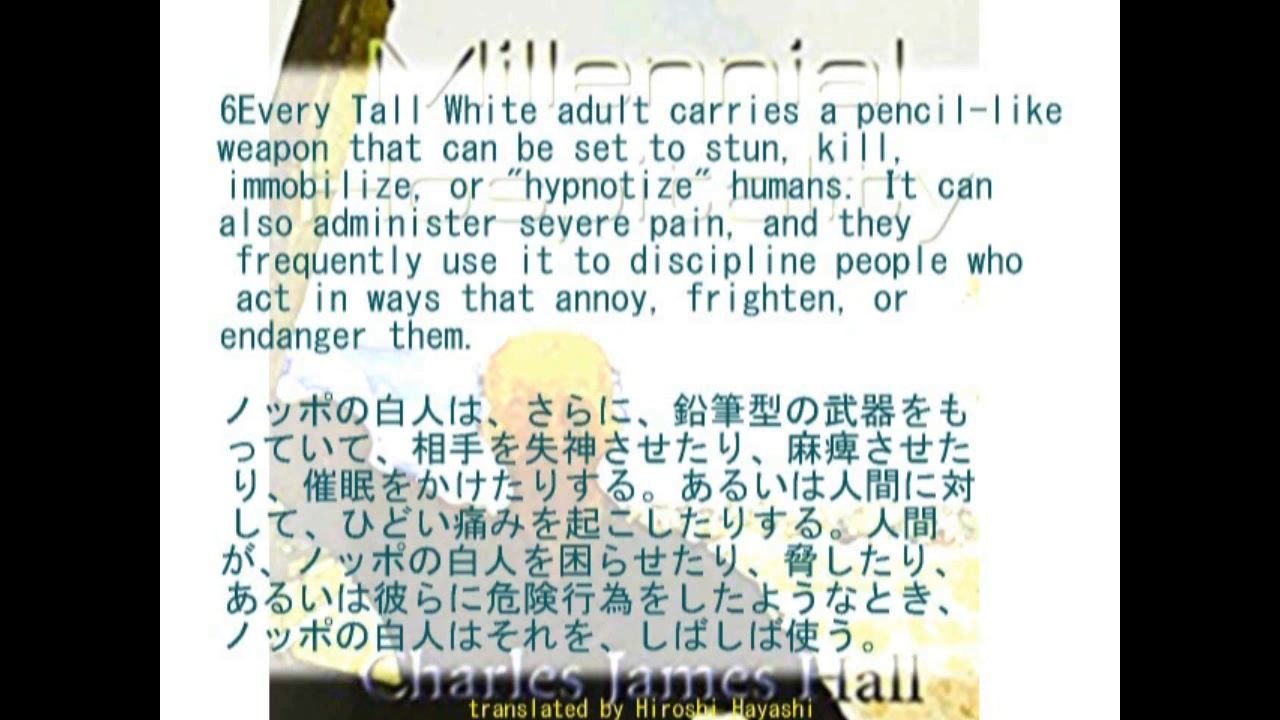 Millennial
Hospitality
6Every Tall White adult carries a pencil-like
weapon that can be set to stun, kill,
immobilize, or "hypnotize" humans. It can
also administer severe pain, and they
frequently use it to discipline people who
act in ways that annoy, frighten, or
endanger them.
ノッポの白人は、さらに、鉛筆型の武器をも
っていて、相手を失神させたり、麻痺させた
り、催眠をかけたりする。あるいは人間に対
して、ひどい痛みを起こしたりする。人間
が、ノッポの白人を困らせたり、脅したり、
あるいは彼らに危険行為をしたようなとき、
ノッポの白人はそれを、しばしば使う。
Charles James Hall
translated by Hiroshi Hayashi